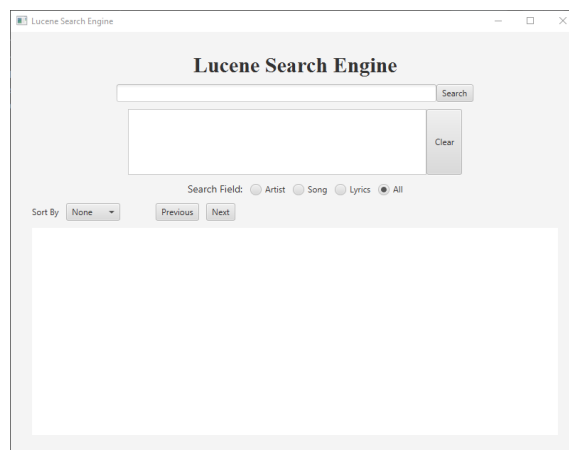 Lucene Search Engine
Lucene Search Engine
Search
Clear
Search Field: Artist Song Lyrics All
Sort By None Previous Next